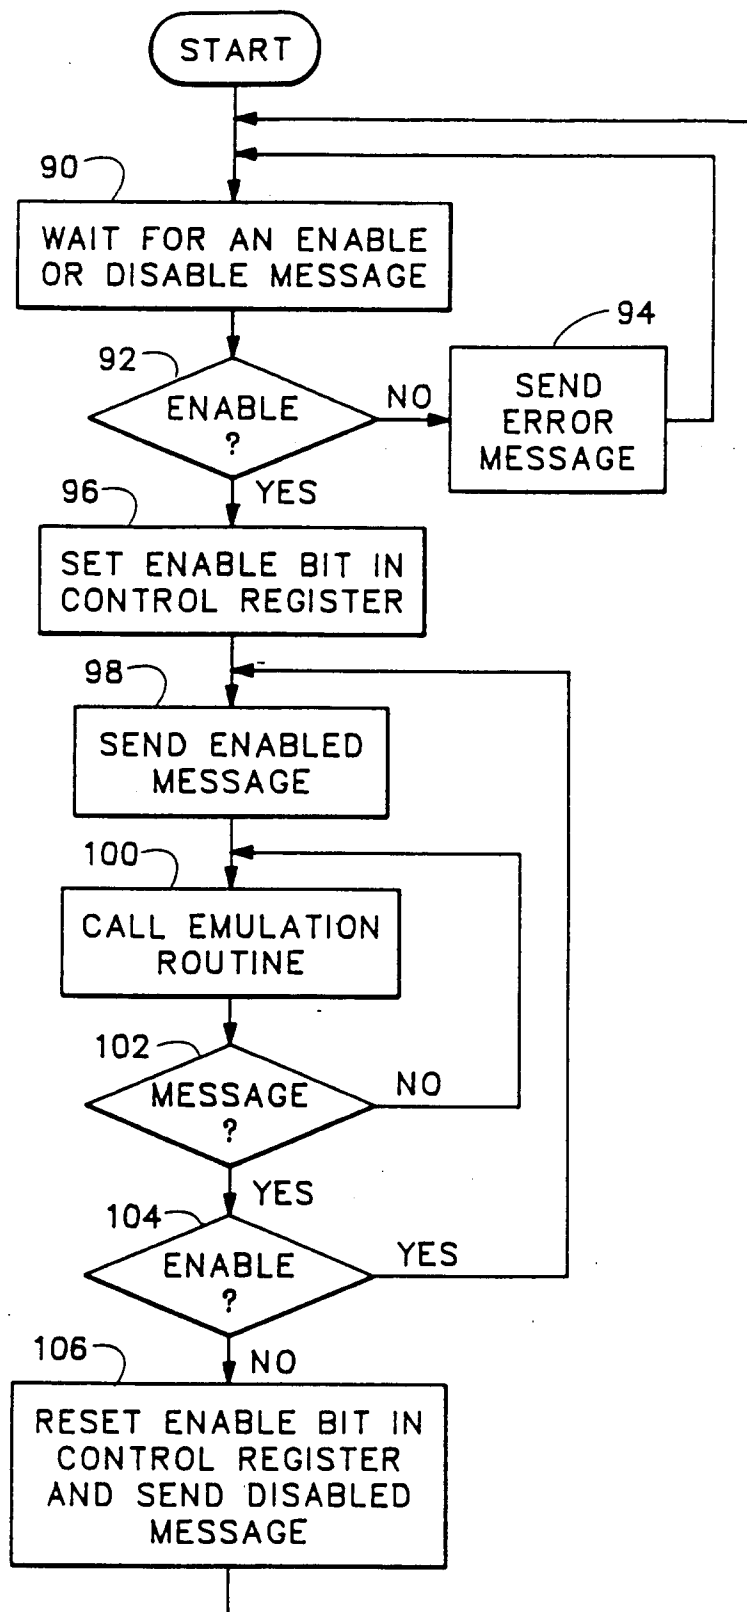 START
90
WAIT FOR AN ENABLE
OR DISABLE MESSAGE
92
ENABLE
?
NO
94
SEND
ERROR
MESSAGE
YES
96
SET ENABLE BIT IN
CONTROL REGISTER
98
SEND ENABLED
MESSAGE
100
CALL EMULATION
ROUTINE
102
MESSAGE
?
NO
YES
104
ENABLE
?
YES
NO
106
RESET ENABLE BIT IN
CONTROL REGISTER
AND SEND DISABLED
MESSAGE